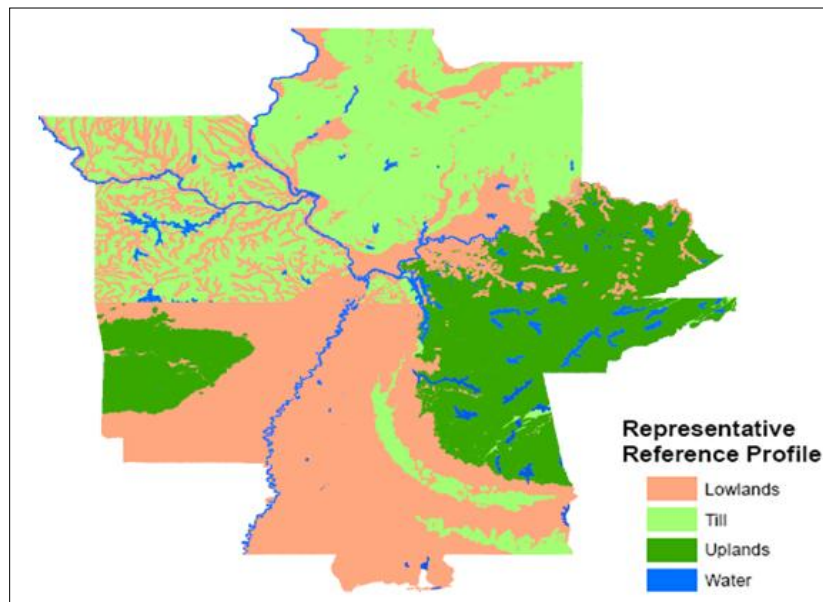 Representative
Reference Profile
Lowlands
Till
Uplands
Water